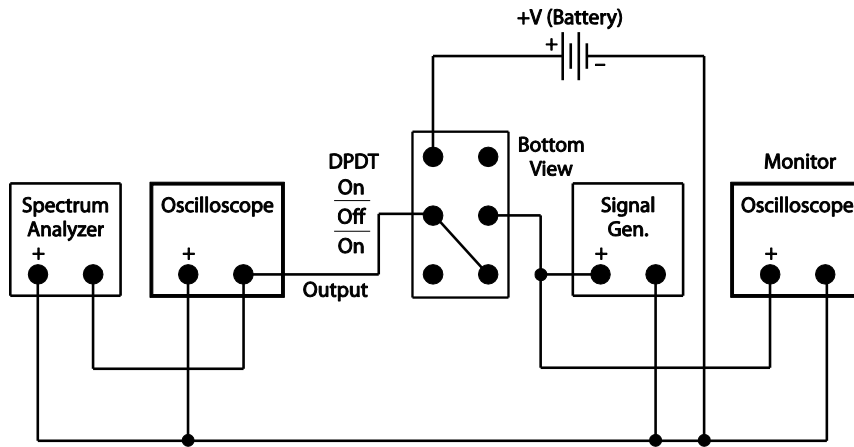 +V (Battery)
+
–
DPDT
On
Off
On
Bottom
View
Monitor
Spectrum
Analyzer
+
Oscilloscope
+
Output
Signal
Gen.
+
Oscilloscope
+